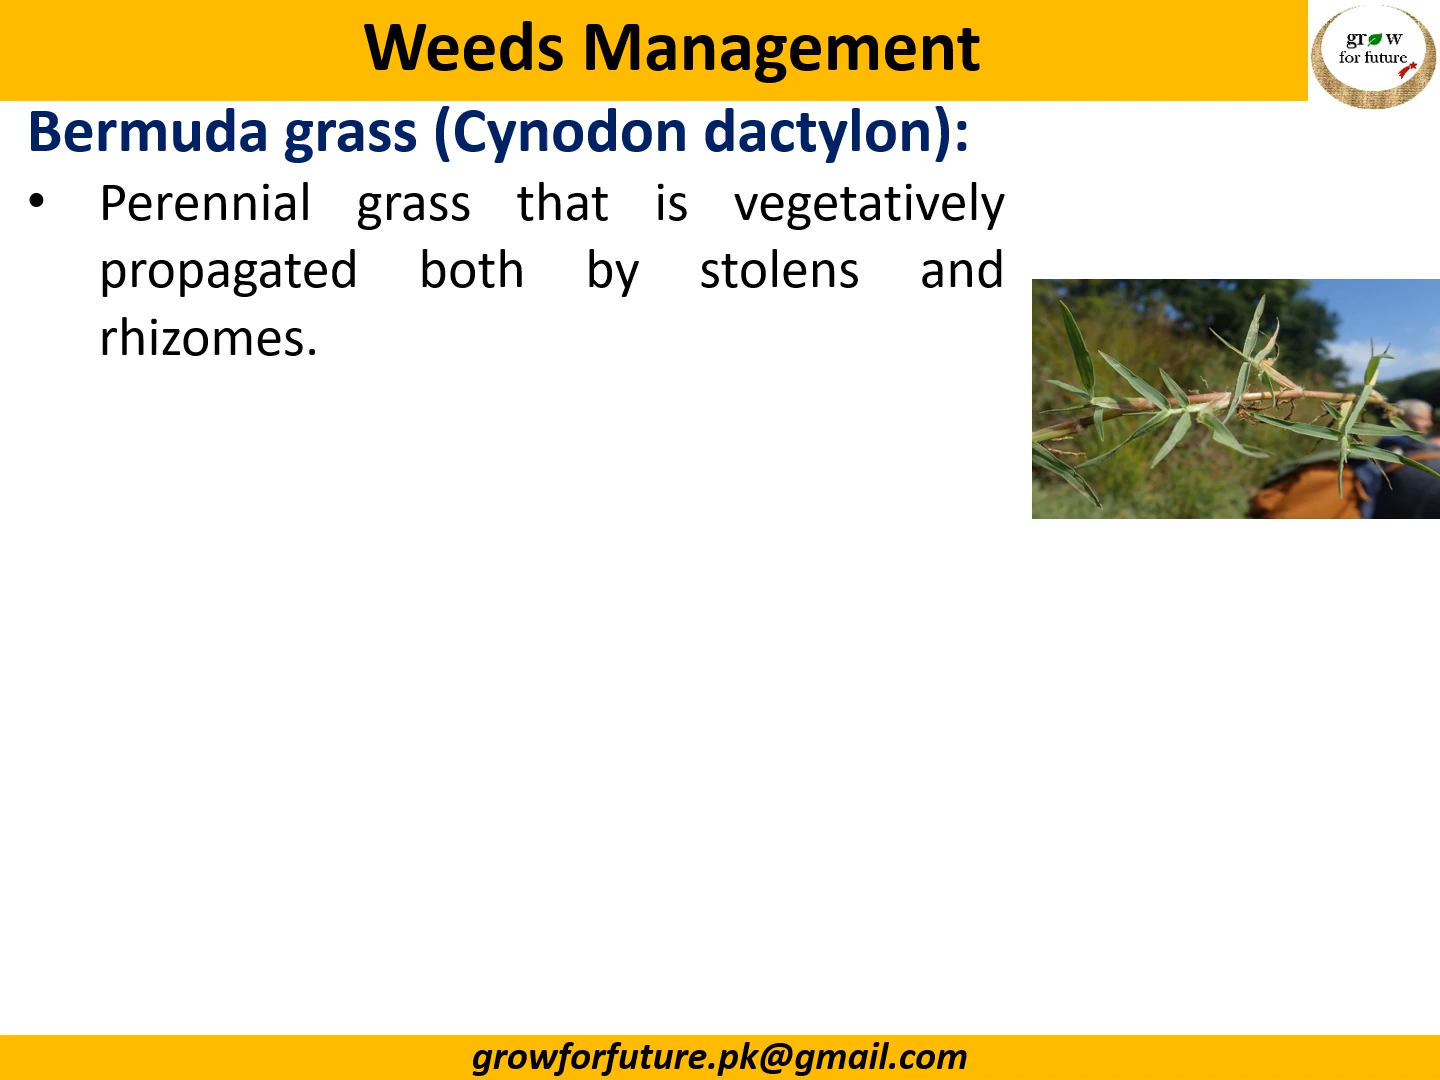 Weeds Management
gr w
for future
Bermuda grass (Cynodon dactylon):
• Perennial grass that is vegetatively
propagated both by stolens and
rhizomes.
growforfuture.pk@gmail.com